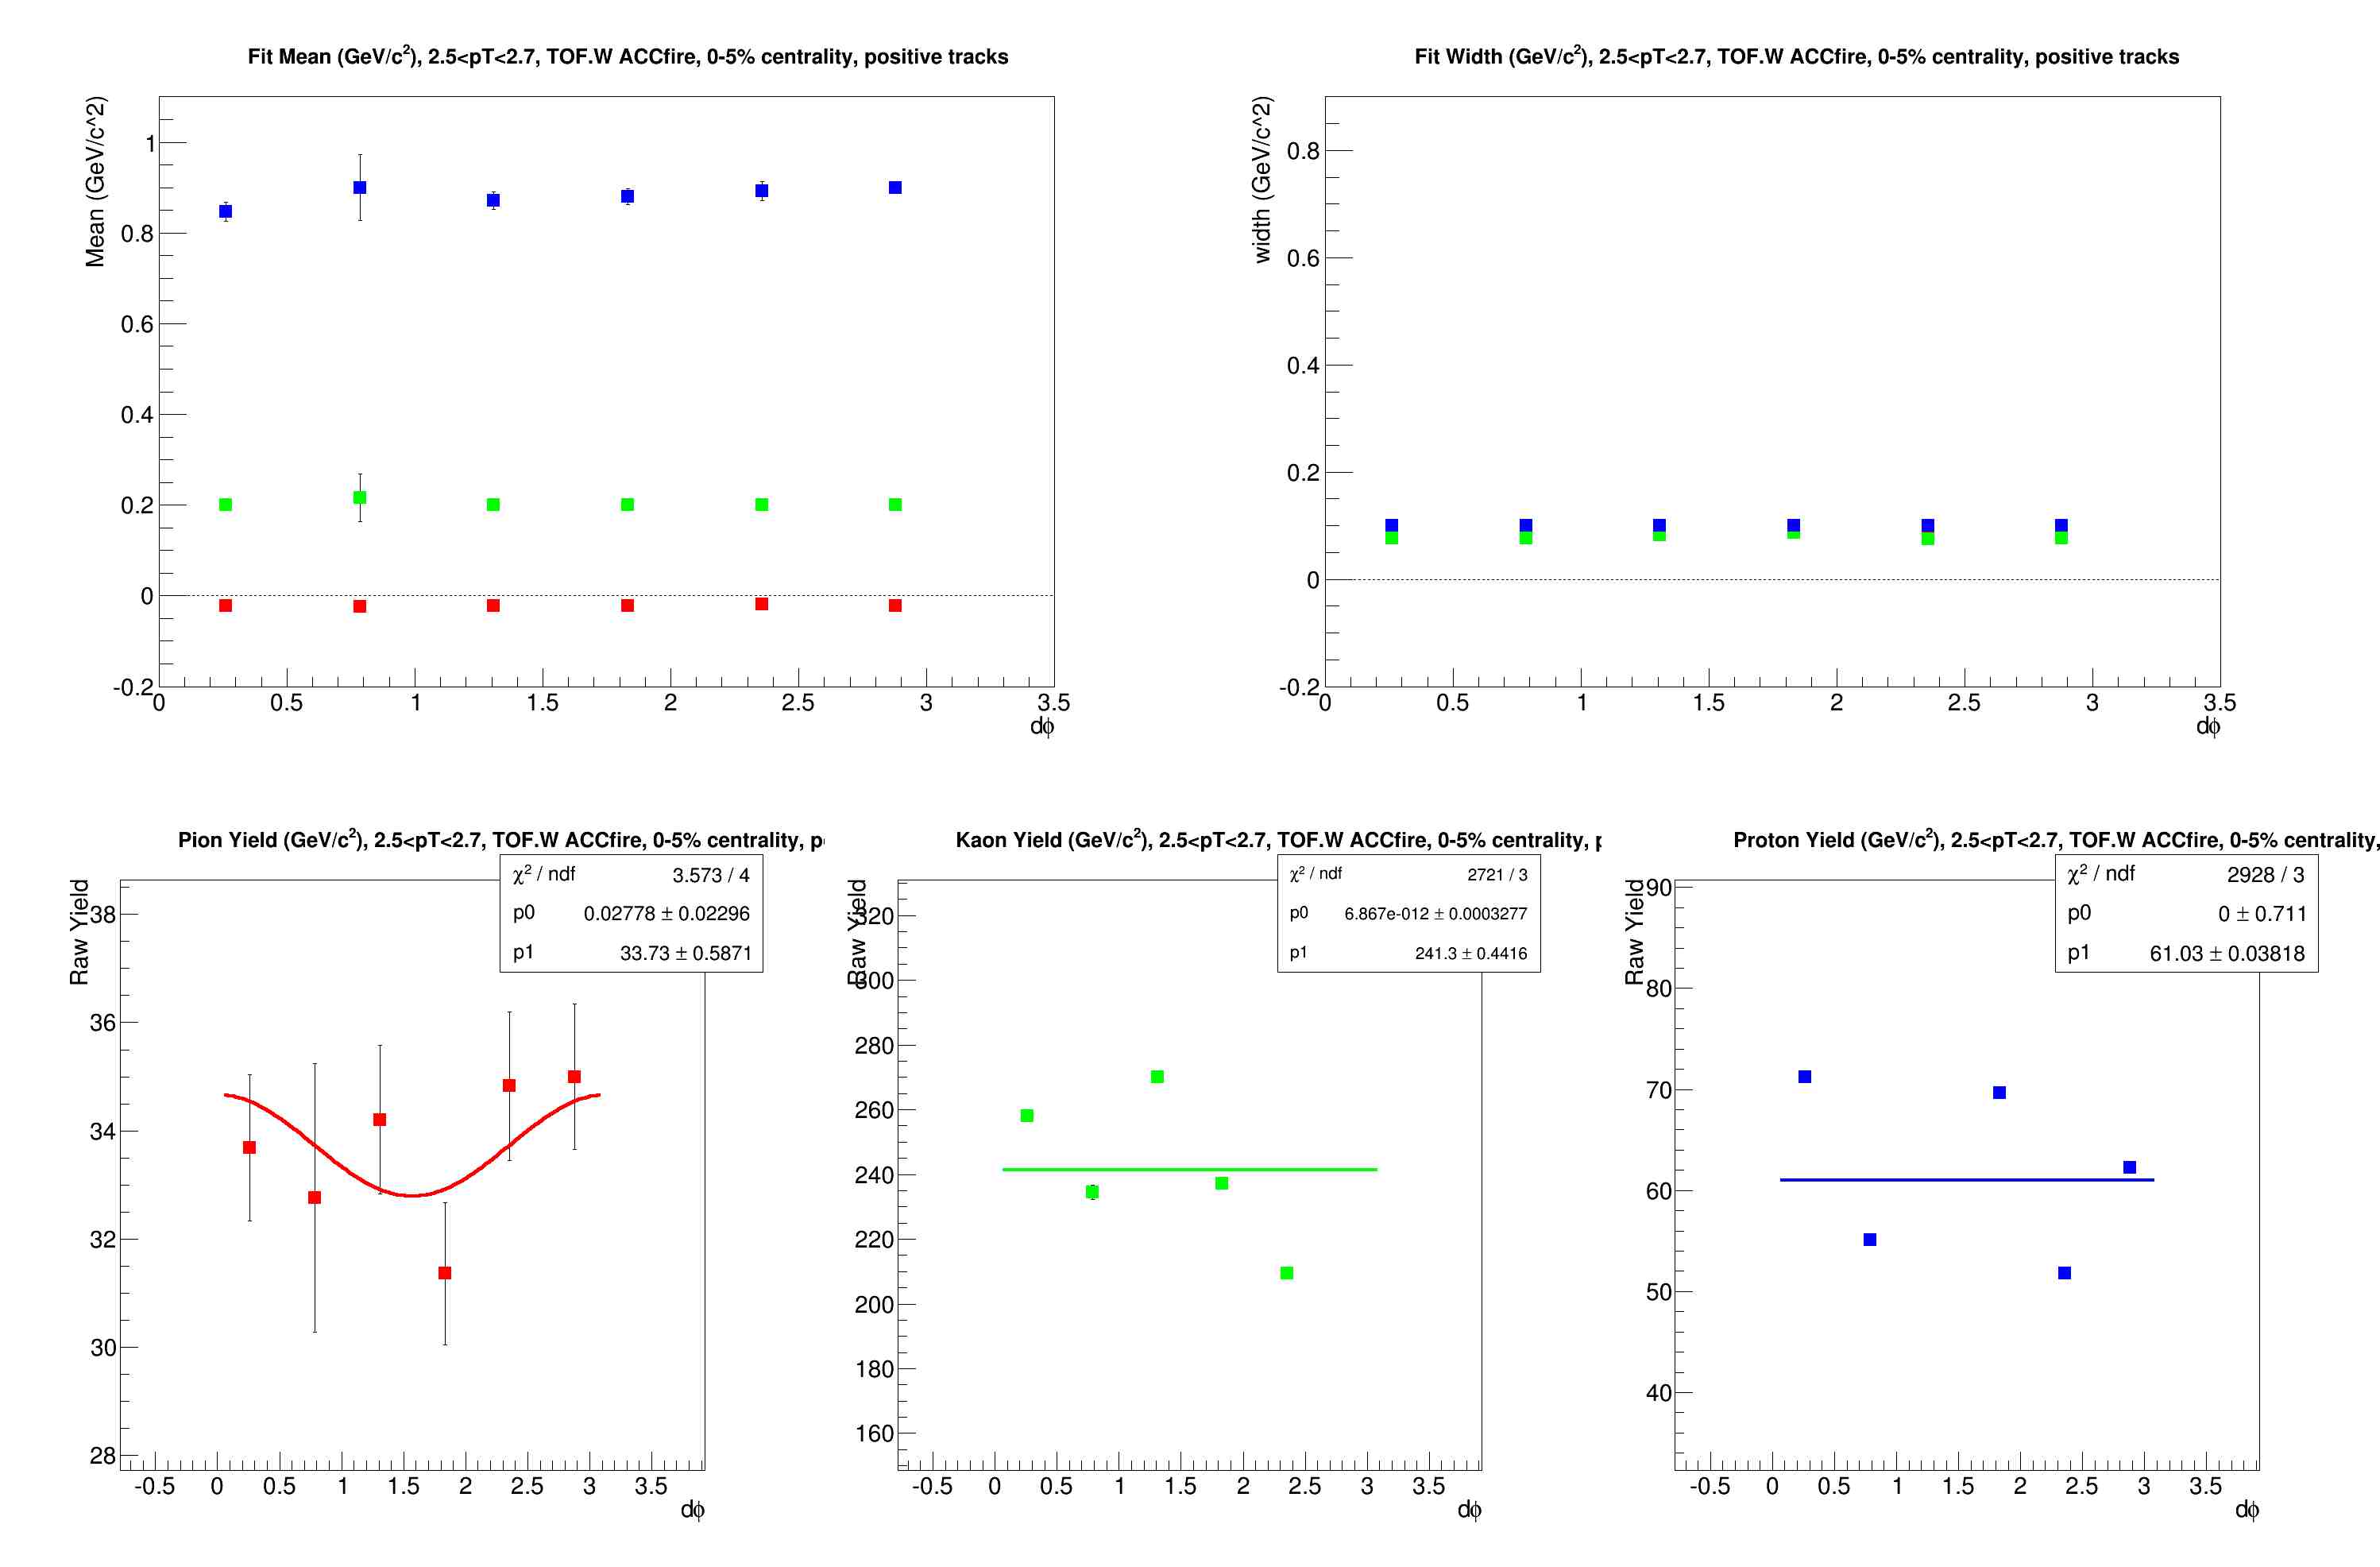 Fit Mean (GeV/c²), 2.5<pT<2.7, TOF.W ACCfire, 0-5% centrality, positive tracks
Mean (GeV/c^2)
1
0.8
0.6
0.4
0.2
0
-0.2
0 0.5 1 1.5 2 2.5 3 3.5
dϕ
Fit Width (GeV/c²), 2.5<pT<2.7, TOF.W ACCfire, 0-5% centrality, positive tracks
width (GeV/c^2)
0.8
0.6
0.4
0.2
0
-0.2
0 0.5 1 1.5 2 2.5 3 3.5
dϕ
Pion Yield (GeV/c²), 2.5<pT<2.7, TOF.W ACCfire, 0-5% centrality, p
χ² / ndf 3.573 / 4
p0 0.02778 ± 0.02296
p1 33.73 ± 0.5871
Raw Yield
38
36
34
32
30
28
-0.5 0 0.5 1 1.5 2 2.5 3 3.5
dϕ
Kaon Yield (GeV/c²), 2.5<pT<2.7, TOF.W ACCfire, 0-5% centrality, p
χ² / ndf 2721 / 3
p0 6.867e-012 ± 0.0003277
p1 241.3 ± 0.4416
Raw Yield
320
300
280
260
240
220
200
180
160
-0.5 0 0.5 1 1.5 2 2.5 3 3.5
dϕ
Proton Yield (GeV/c²), 2.5<pT<2.7, TOF.W ACCfire, 0-5% centrality,
χ² / ndf 2928 / 3
p0 0 ± 0.711
p1 61.03 ± 0.03818
Raw Yield
90
80
70
60
50
40
-0.5 0 0.5 1 1.5 2 2.5 3 3.5
dϕ